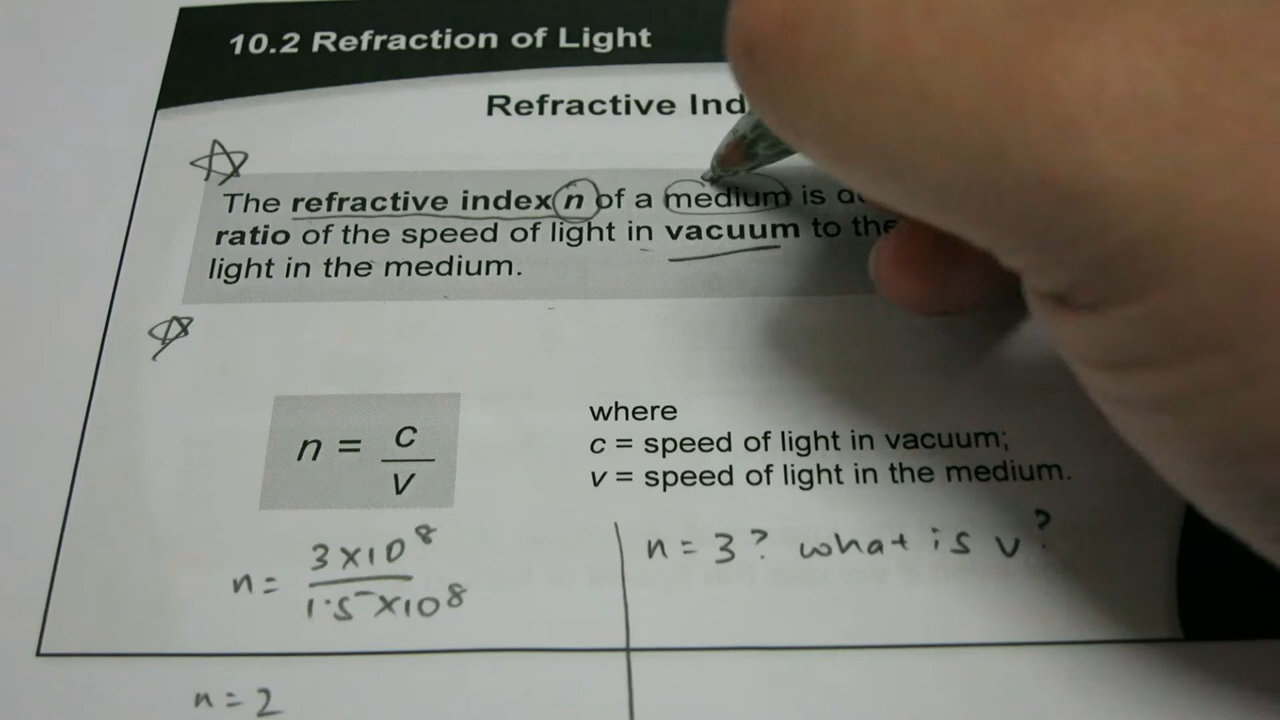 10.2 Refraction of Light
Refractive
The refractive index n of a medium is
ratio of the speed of light in vacuum to the
light in the medium.
n = c
v
where
c = speed of light in vacuum;
v = speed of light in the medium.
n = 3×10⁸
1.5×10⁸
n = 3? what is v?
n = 2